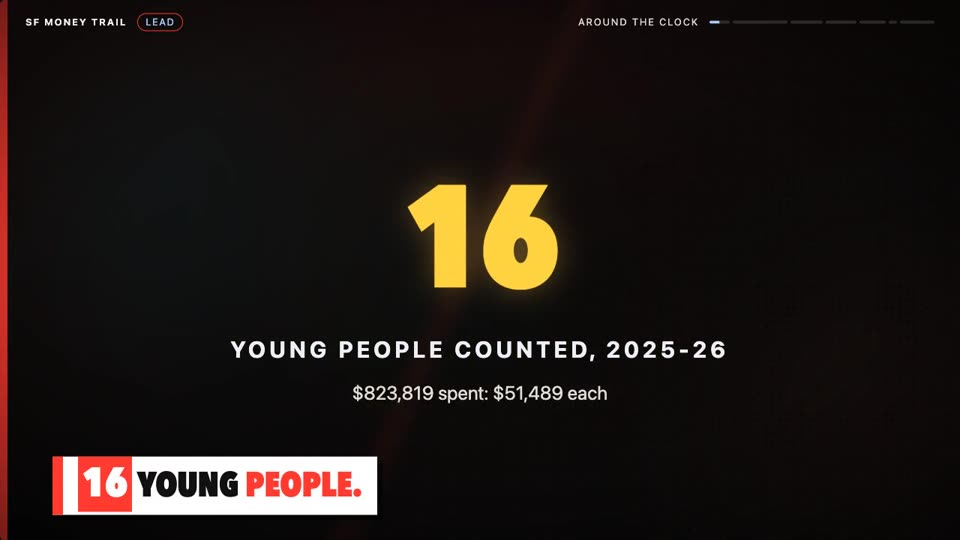 SF MONEY TRAIL LEAD
AROUND THE CLOCK
16
YOUNG PEOPLE COUNTED, 2025-26
$823,819 spent: $51,489 each
16 YOUNG PEOPLE.